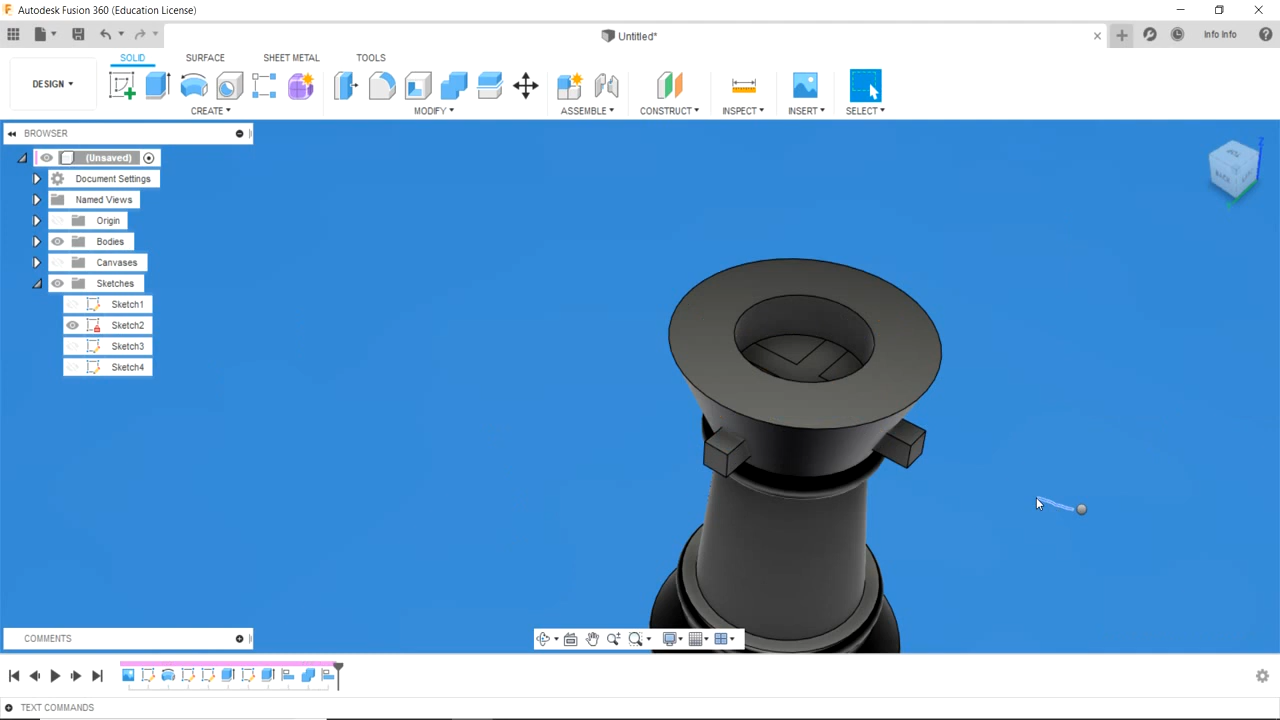 Autodesk Fusion 360 (Education License)
Untitled*
Info Info
SOLID SURFACE SHEET METAL TOOLS
DESIGN
CREATE MODIFY ASSEMBLE CONSTRUCT INSPECT INSERT SELECT
BROWSER
(Unsaved)
Document Settings
Named Views
Origin
Bodies
Canvases
Sketches
Sketch1
Sketch2
Sketch3
Sketch4
BACK
Z
COMMENTS
TEXT COMMANDS